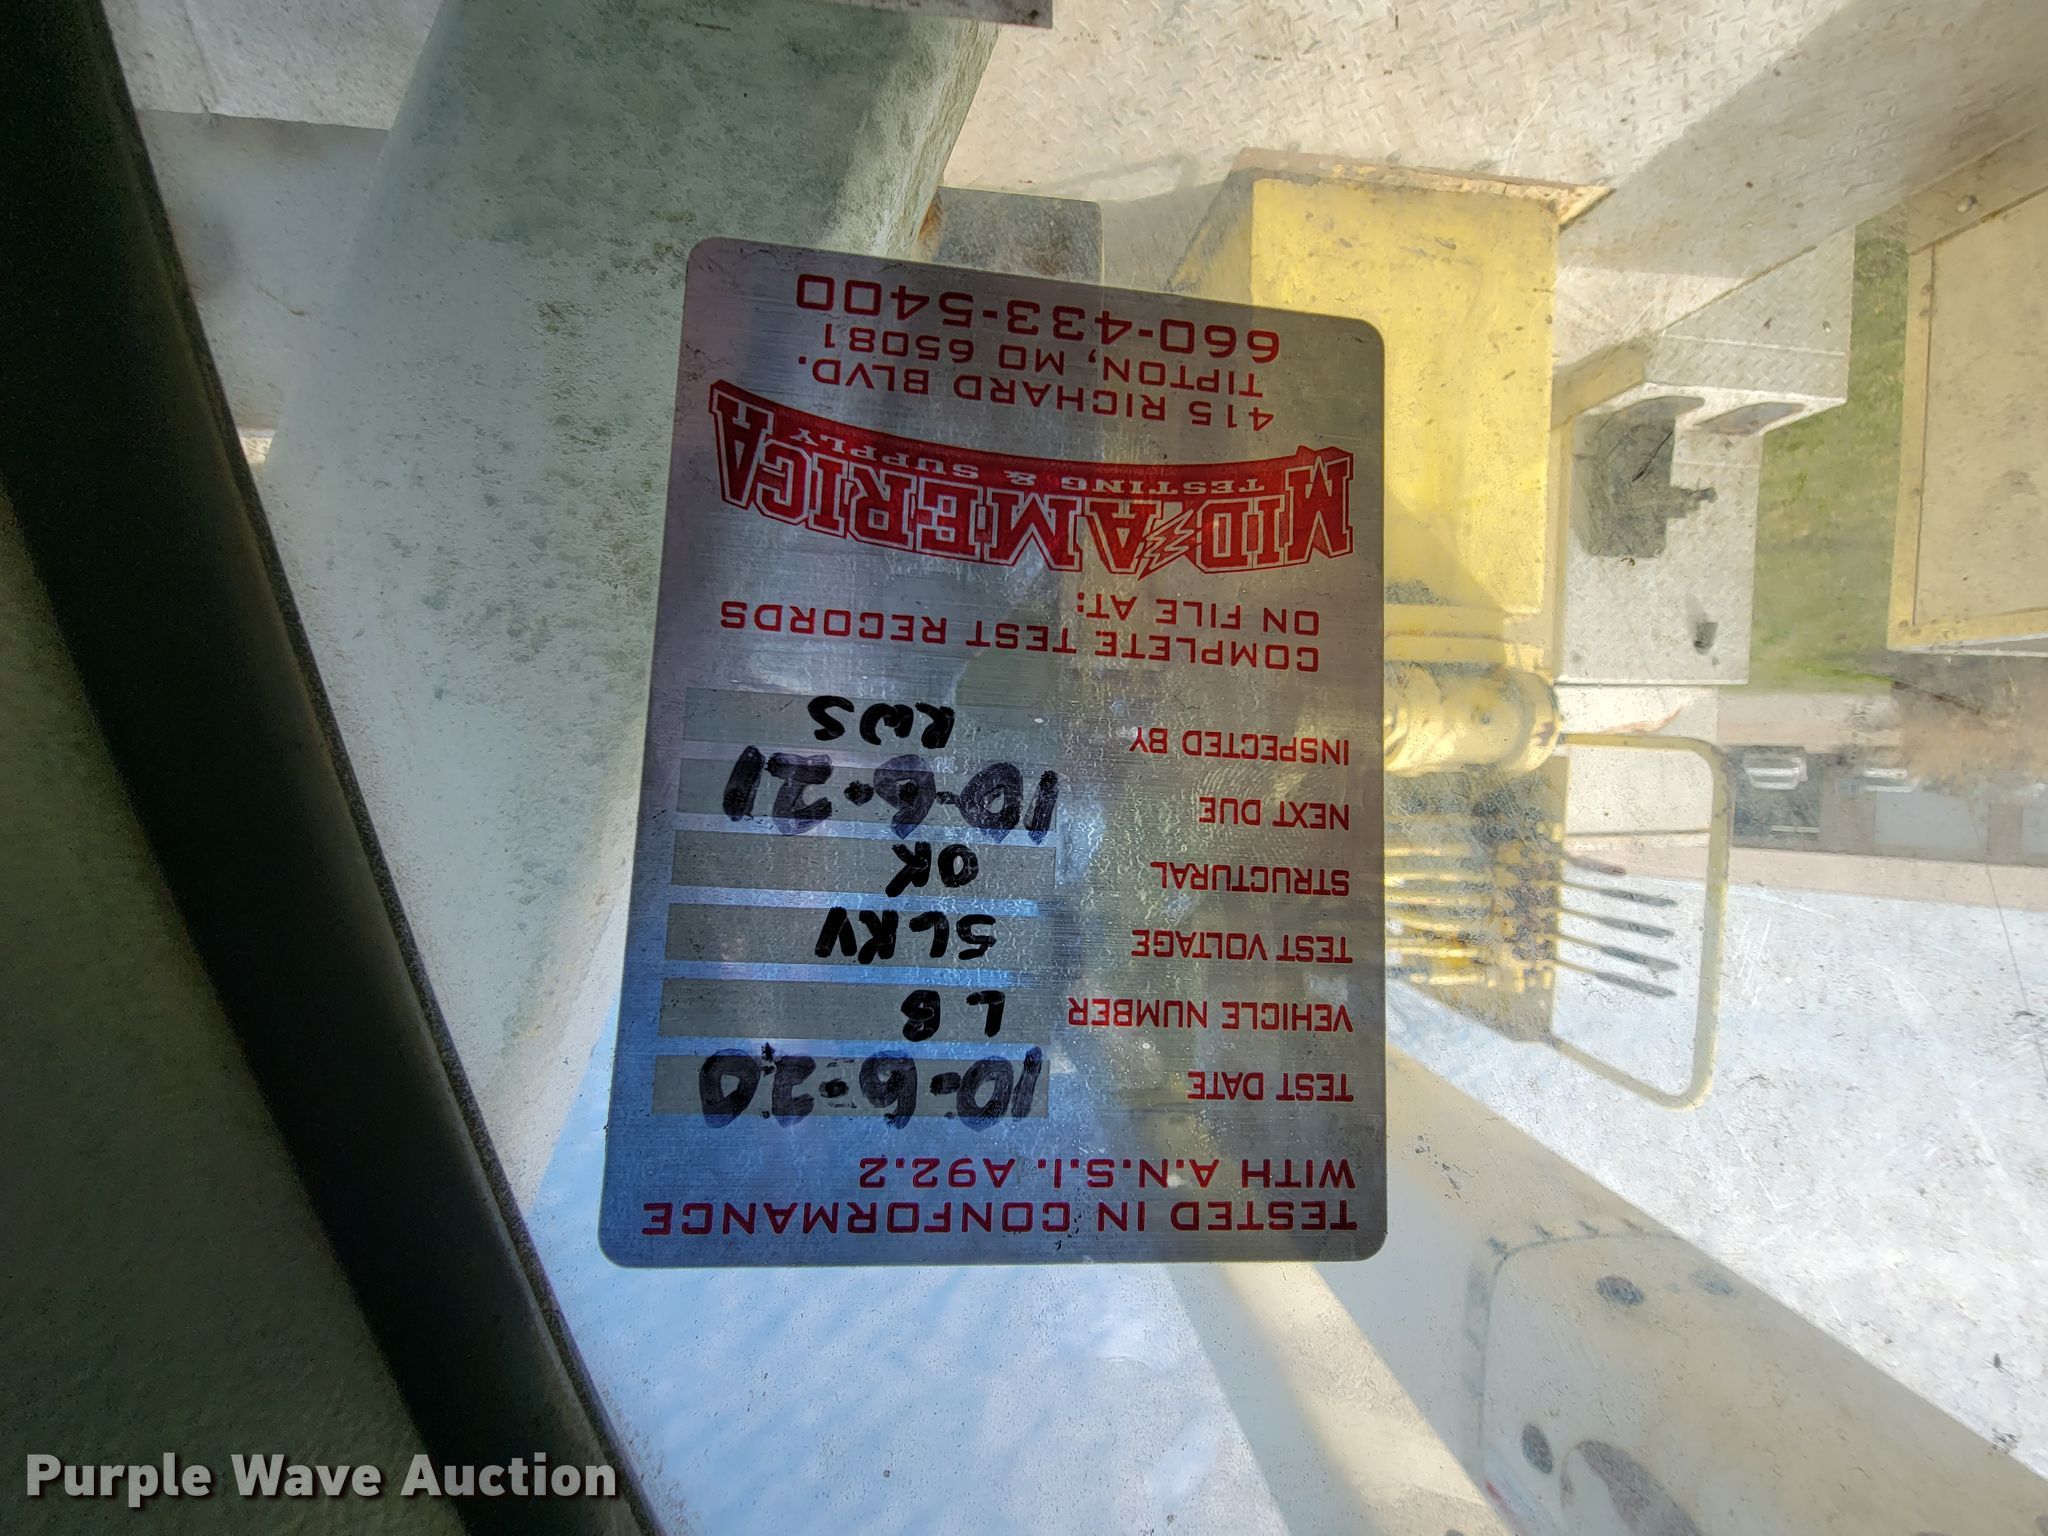 TESTED IN CONFORMANCE
WITH A.N.S.I. A92.2
TEST DATE 10-6-20
VEHICLE NUMBER L8
TEST VOLTAGE 5LKV
STRUCTURAL OK
NEXT DUE 10-6-21
INSPECTED BY RWS
COMPLETE TEST RECORDS
ON FILE AT:
MID AMERICA
TESTING & SUPPLY
415 RICHARD BLVD.
TIPTON, MO 65081
660-433-5400
Purple Wave Auction